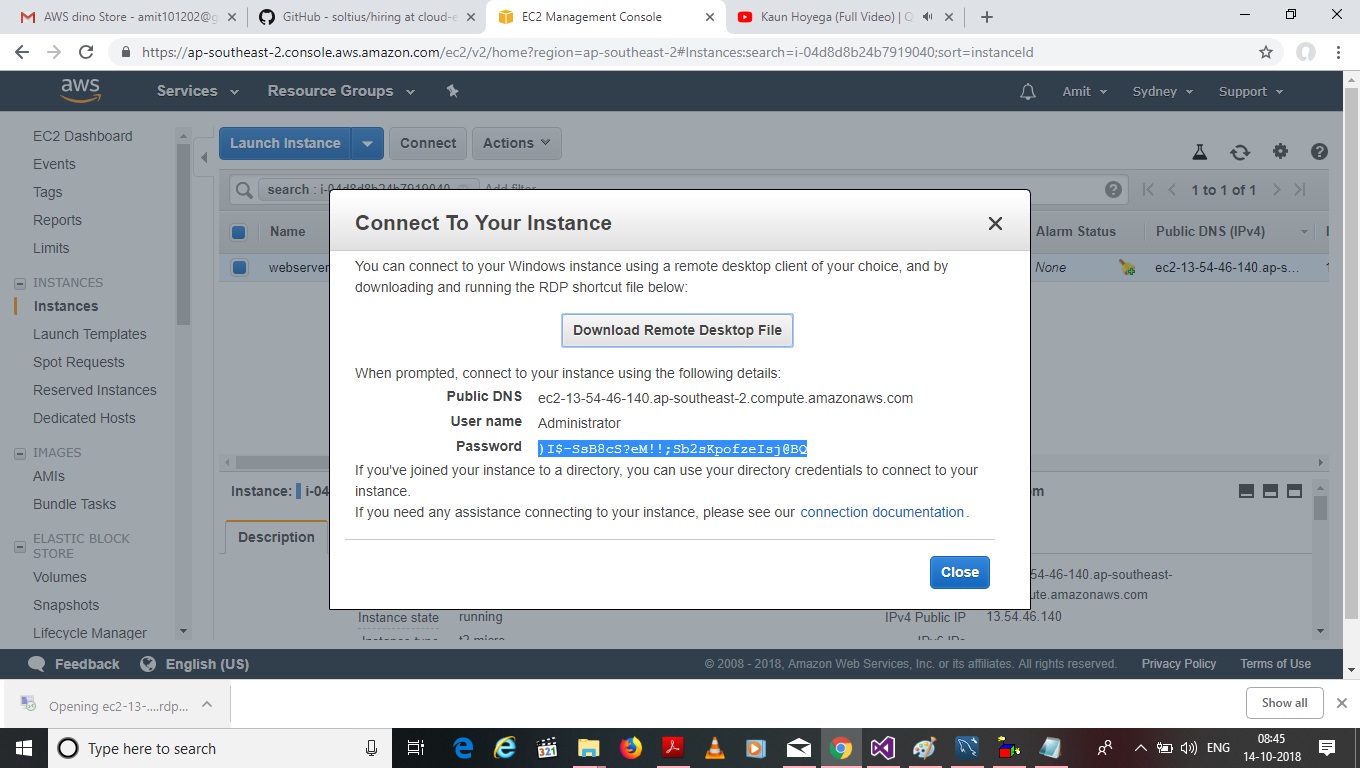 AWS dino Store - amit101202@g
GitHub - soltius/hiring at cloud-e
EC2 Management Console
Kaun Hoyega (Full Video) | Q
https://ap-southeast-2.console.aws.amazon.com/ec2/v2/home?region=ap-southeast-2#Instances:search=i-04d8d8b24b7919040;sort=instanceId
aws
Services
Resource Groups
Amit
Sydney
Support
EC2 Dashboard
Events
Tags
Reports
Limits
INSTANCES
Instances
Launch Templates
Spot Requests
Reserved Instances
Dedicated Hosts
IMAGES
AMIs
Bundle Tasks
ELASTIC BLOCK
STORE
Volumes
Snapshots
Lifecycle Manager
Launch Instance
Connect
Actions
search : i-04d8d8b24b7919040
Add filter
1 to 1 of 1
Name
Alarm Status
Public DNS (IPv4)
webserver
None
ec2-13-54-46-140.ap-s...
Connect To Your Instance
You can connect to your Windows instance using a remote desktop client of your choice, and by
downloading and running the RDP shortcut file below:
Download Remote Desktop File
When prompted, connect to your instance using the following details:
Public DNS ec2-13-54-46-140.ap-southeast-2.compute.amazonaws.com
User name Administrator
Password )I$-SsB8cS?eM!!;Sb2sKpofzeIsj@BQ
If you've joined your instance to a directory, you can use your directory credentials to connect to your
instance.
If you need any assistance connecting to your instance, please see our connection documentation.
Close
Instance: i-04
om
Description
54-46-140.ap-southeast-
ute.amazonaws.com
Instance state running
IPv4 Public IP 13.54.46.140
Instance type t2.micro
IPv6 IPs
Feedback
English (US)
© 2008 - 2018, Amazon Web Services, Inc. or its affiliates. All rights reserved.
Privacy Policy
Terms of Use
Opening ec2-13-....rdp...
Show all
Type here to search
321
ENG
08:45
14-10-2018